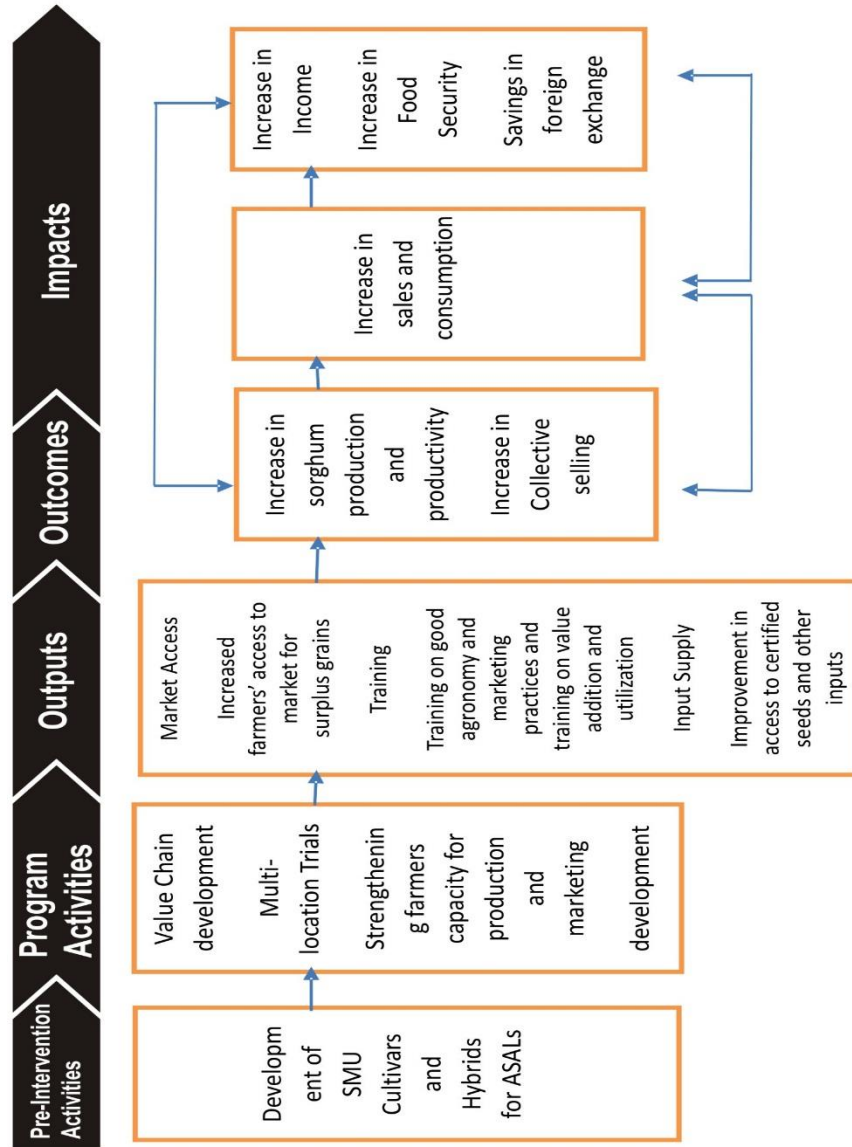 Pre-Intervention
Activities
Program
Activities
Outputs
Outcomes
Impacts
Developm
ent of
SMU
Cultivars
and
Hybrids
for ASALs
Value Chain
development
Multi-
location Trials
Strengthenin
g farmers
capacity for
production
and
marketing
development
Market Access
Increased
farmers' access to
market for
surplus grains
Training
Training on good
agronomy and
marketing
practices and
training on value
addition and
utilization
Input Supply
Improvement in
access to certified
seeds and other
inputs
Increase in
sorghum
production
and
productivity
Increase in
Collective
selling
Increase in
sales and
consumption
Increase in
Income
Increase in
Food
Security
Savings in
foreign
exchange